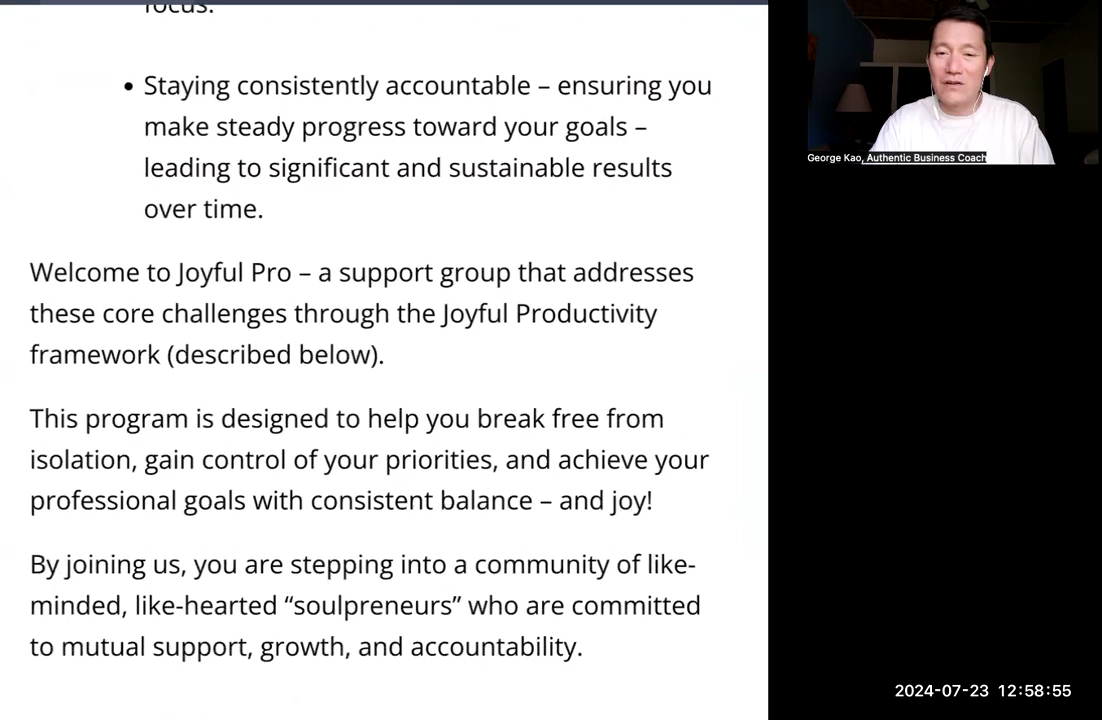 focus.
• Staying consistently accountable – ensuring you
make steady progress toward your goals –
leading to significant and sustainable results
over time.
Welcome to Joyful Pro – a support group that addresses
these core challenges through the Joyful Productivity
framework (described below).
This program is designed to help you break free from
isolation, gain control of your priorities, and achieve your
professional goals with consistent balance – and joy!
By joining us, you are stepping into a community of like-
minded, like-hearted “soulpreneurs” who are committed
to mutual support, growth, and accountability.
George Kao, Authentic Business Coach
2024-07-23 12:58:55